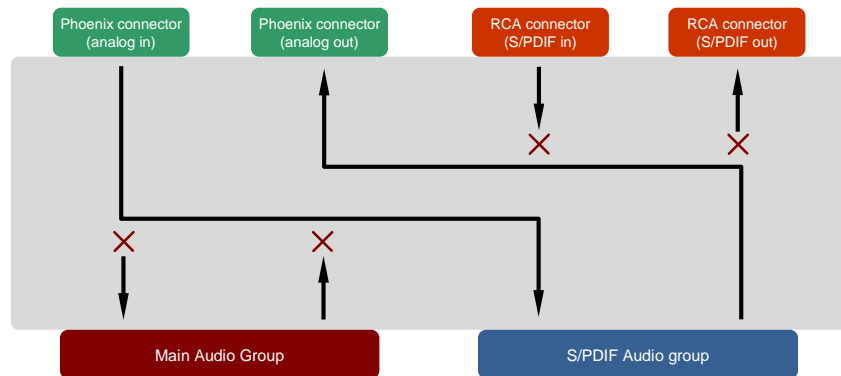 Phoenix connector
(analog in)
Phoenix connector
(analog out)
RCA connector
(S/PDIF in)
RCA connector
(S/PDIF out)
Main Audio Group
S/PDIF Audio group